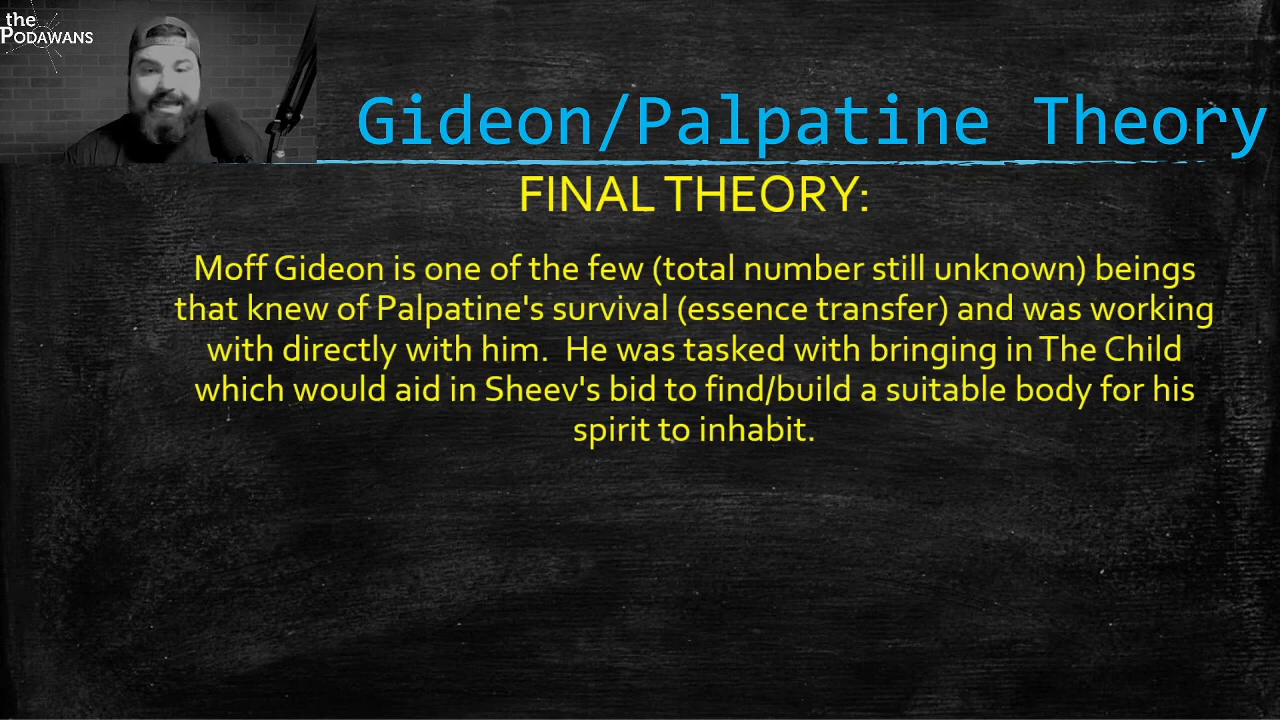 the
PODAWANS
Gideon/Palpatine Theory
FINAL THEORY:
Moff Gideon is one of the few (total number still unknown) beings
that knew of Palpatine's survival (essence transfer) and was working
with directly with him.  He was tasked with bringing in The Child
which would aid in Sheev's bid to find/build a suitable body for his
spirit to inhabit.